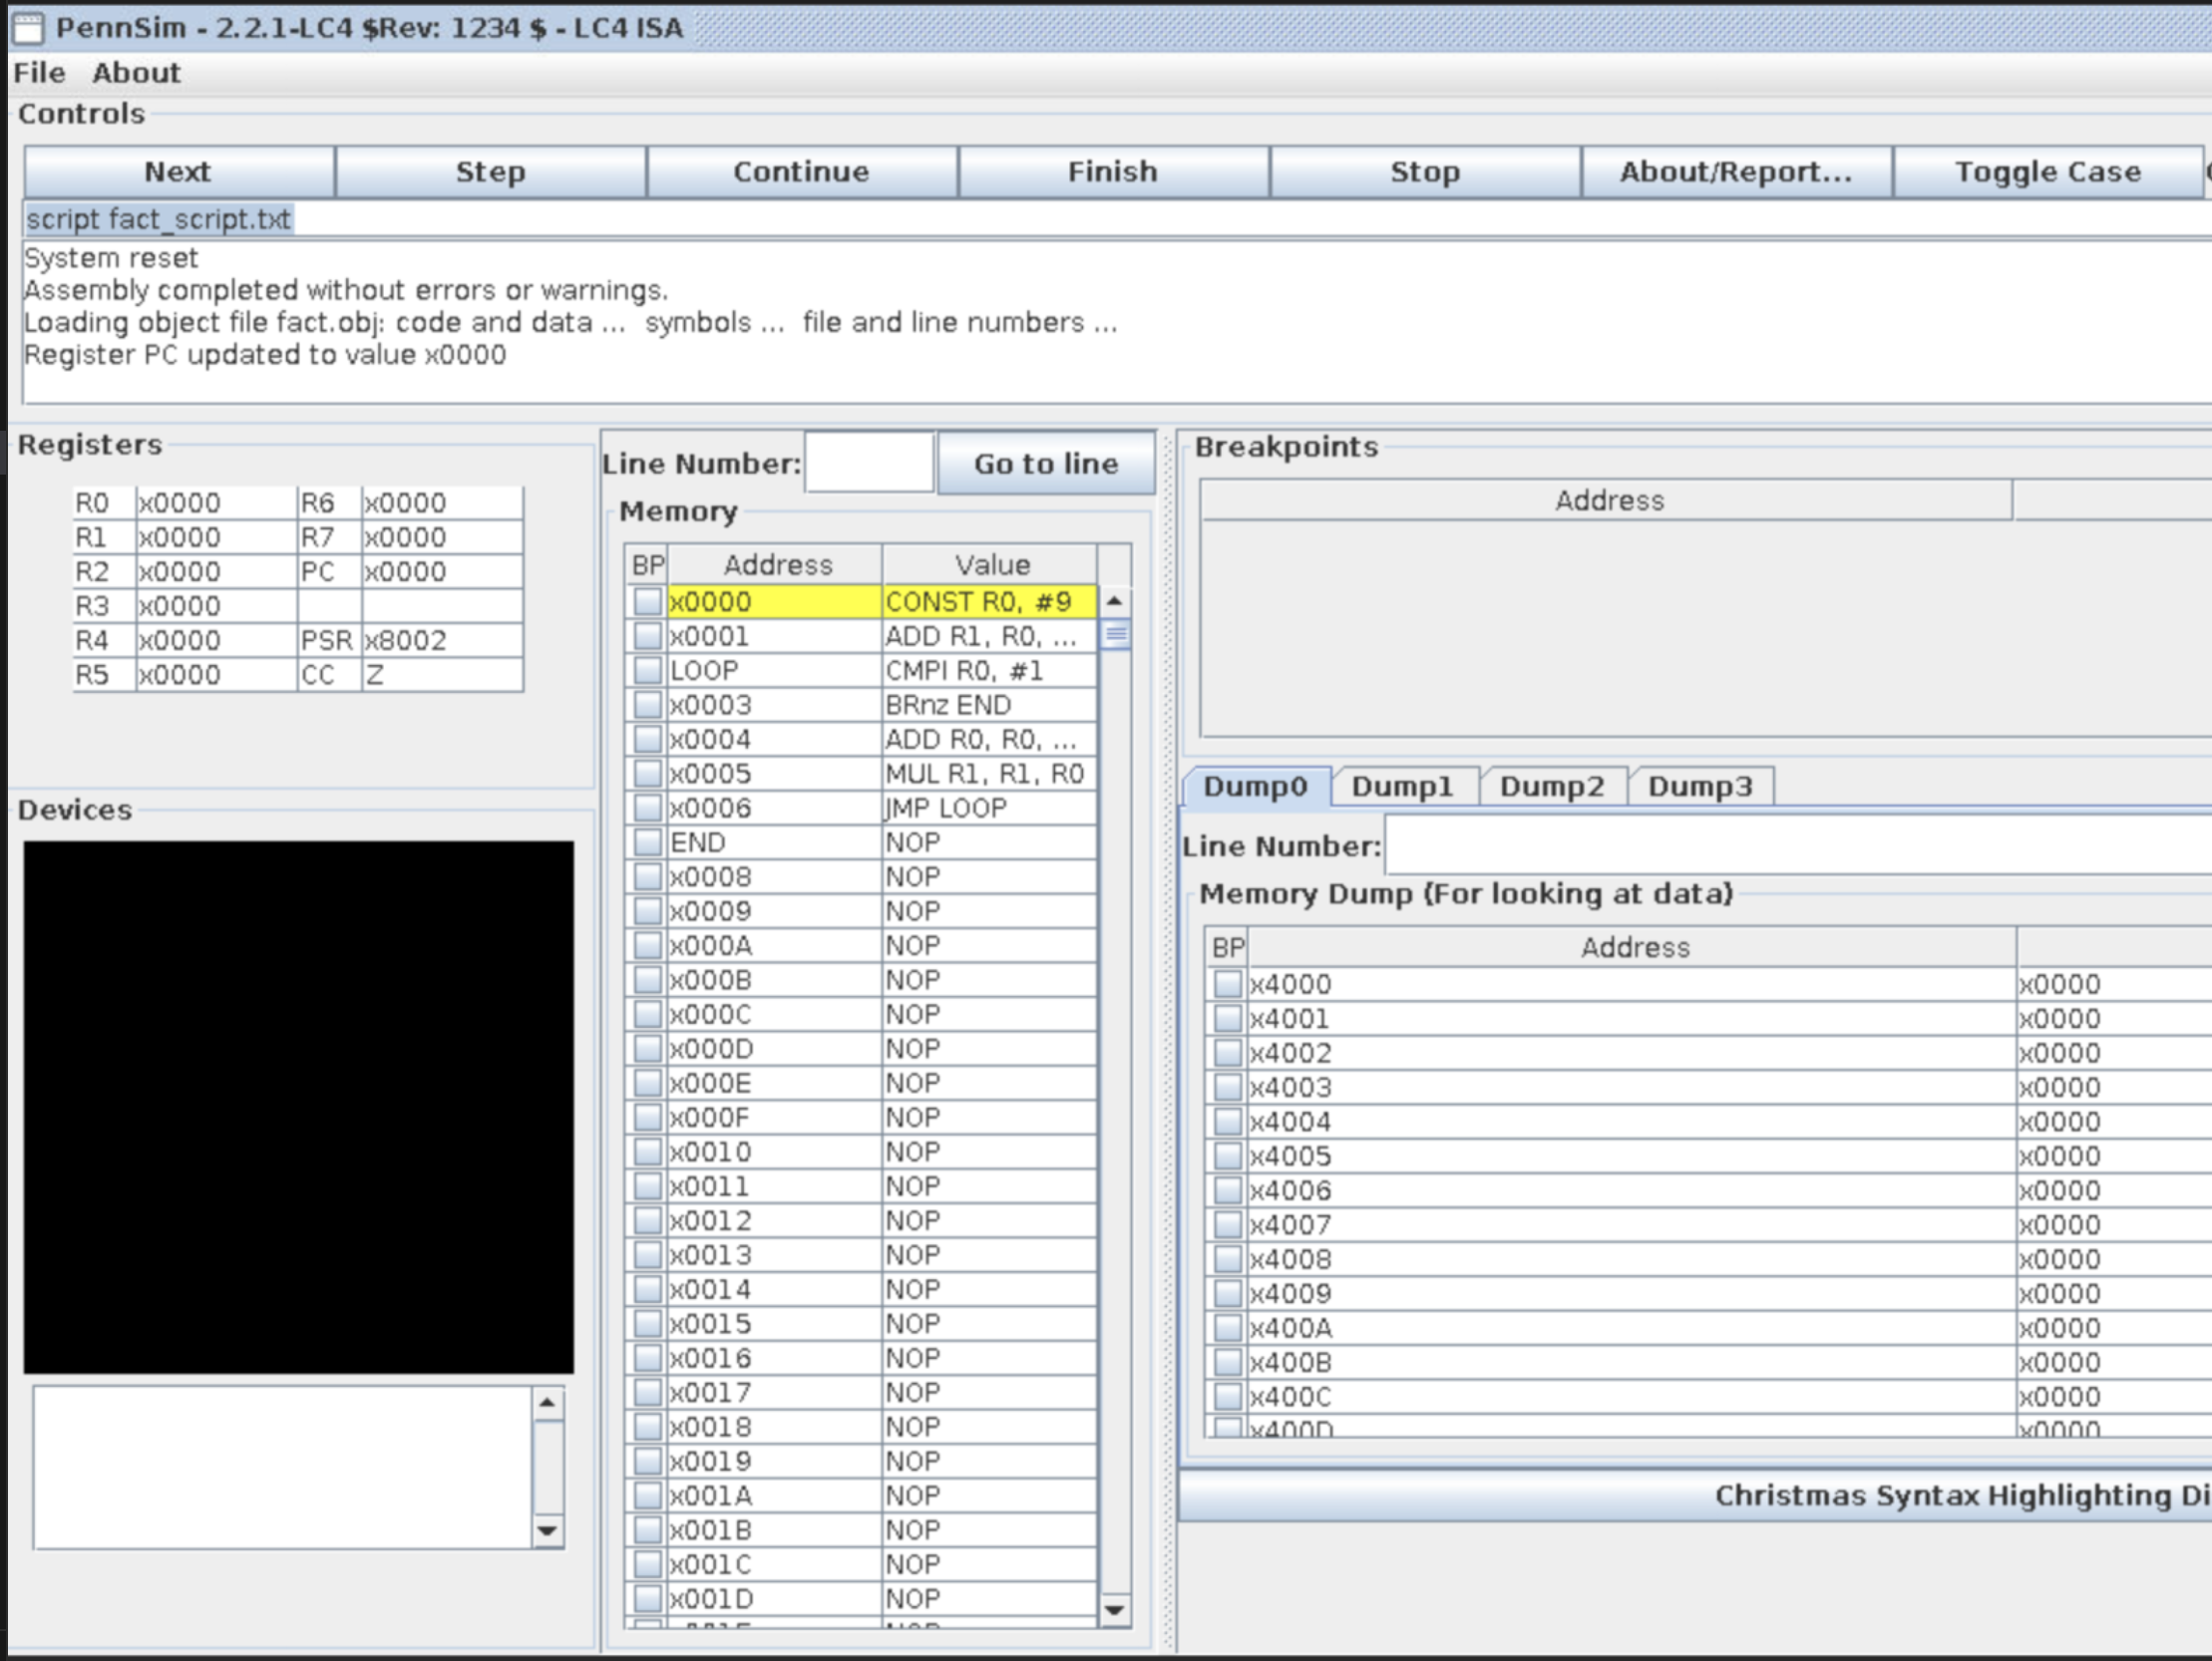 PennSim - 2.2.1-LC4 $Rev: 1234 $ - LC4 ISA
File About
Controls
Next Step Continue Finish Stop About/Report... Toggle Case
script fact_script.txt
System reset
Assembly completed without errors or warnings.
Loading object file fact.obj: code and data ... symbols ... file and line numbers ...
Register PC updated to value x0000
Registers
R0 x0000 R6 x0000
R1 x0000 R7 x0000
R2 x0000 PC x0000
R3 x0000
R4 x0000 PSR x8002
R5 x0000 CC Z
Devices
Line Number: Go to line
Memory
BP Address Value
x0000 CONST R0, #9
x0001 ADD R1, R0, ...
LOOP CMPI R0, #1
x0003 BRnz END
x0004 ADD R0, R0, ...
x0005 MUL R1, R1, R0
x0006 JMP LOOP
END NOP
x0008 NOP
x0009 NOP
x000A NOP
x000B NOP
x000C NOP
x000D NOP
x000E NOP
x000F NOP
x0010 NOP
x0011 NOP
x0012 NOP
x0013 NOP
x0014 NOP
x0015 NOP
x0016 NOP
x0017 NOP
x0018 NOP
x0019 NOP
x001A NOP
x001B NOP
x001C NOP
x001D NOP
Breakpoints
Address
Dump0 Dump1 Dump2 Dump3
Line Number:
Memory Dump (For looking at data)
BP Address
x4000 x0000
x4001 x0000
x4002 x0000
x4003 x0000
x4004 x0000
x4005 x0000
x4006 x0000
x4007 x0000
x4008 x0000
x4009 x0000
x400A x0000
x400B x0000
x400C x0000
x400D x0000
Christmas Syntax Highlighting Di